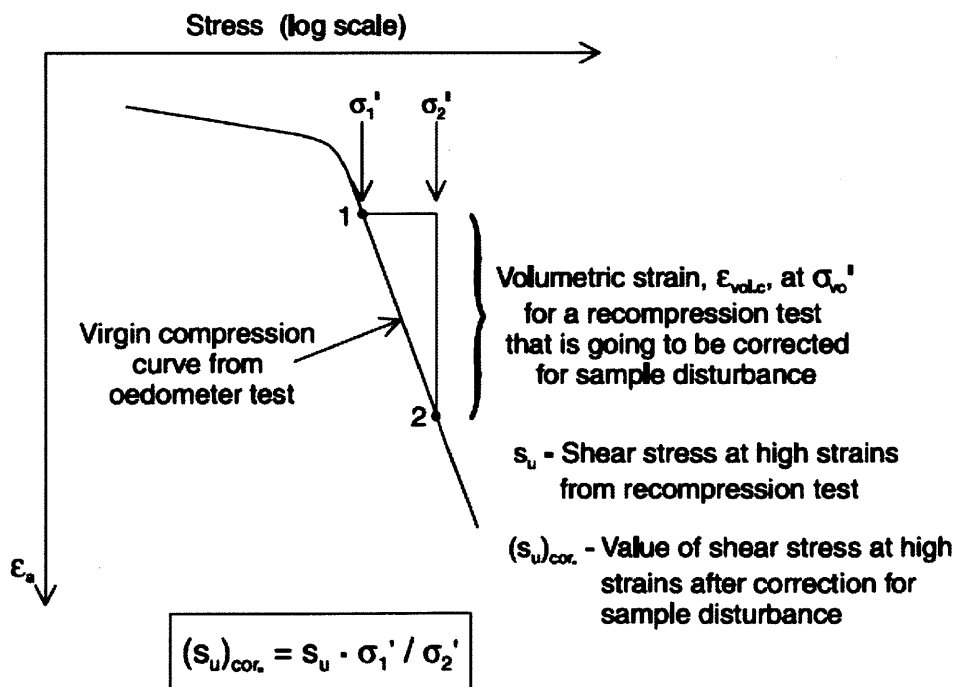 Stress (log scale)
σ₁'
σ₂'
1
Volumetric strain, εvol.c, at σvo'
for a recompression test
that is going to be corrected
for sample disturbance
Virgin compression
curve from
oedometer test
2
sᵤ - Shear stress at high strains
from recompression test
(sᵤ)cor. - Value of shear stress at high
strains after correction for
sample disturbance
εₐ
(sᵤ)cor. = sᵤ · σ₁' / σ₂'